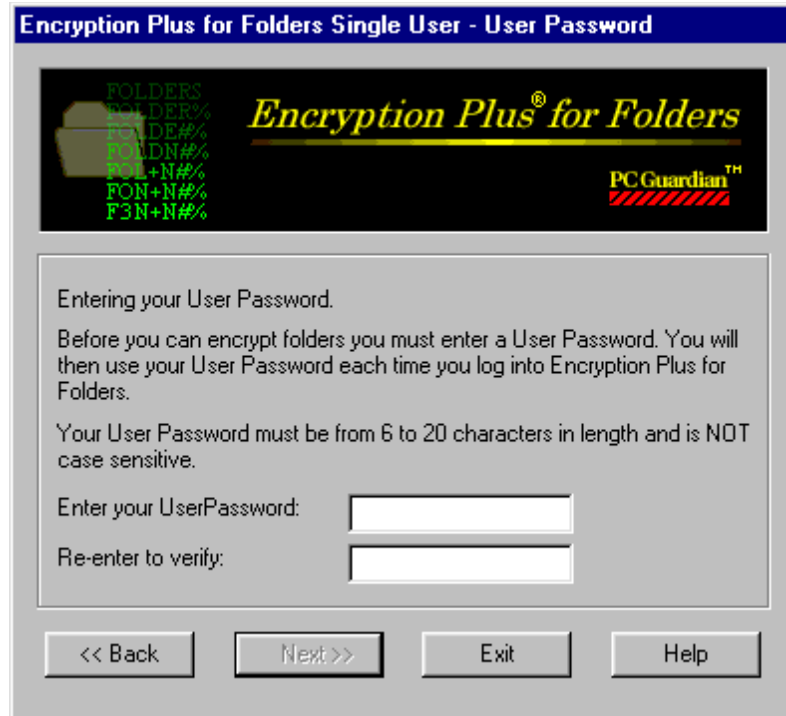 Encryption Plus for Folders Single User - User Password
FOLDERS
FOLDER%
FOLDE#%
FOLDN#%
FOL+N#%
FON+N#%
F3N+N#%
Encryption Plus® for Folders
PC Guardian™
Entering your User Password.
Before you can encrypt folders you must enter a User Password. You will
then use your User Password each time you log into Encryption Plus for
Folders.
Your User Password must be from 6 to 20 characters in length and is NOT
case sensitive.
Enter your UserPassword:
Re-enter to verify:
<< Back Next >> Exit Help